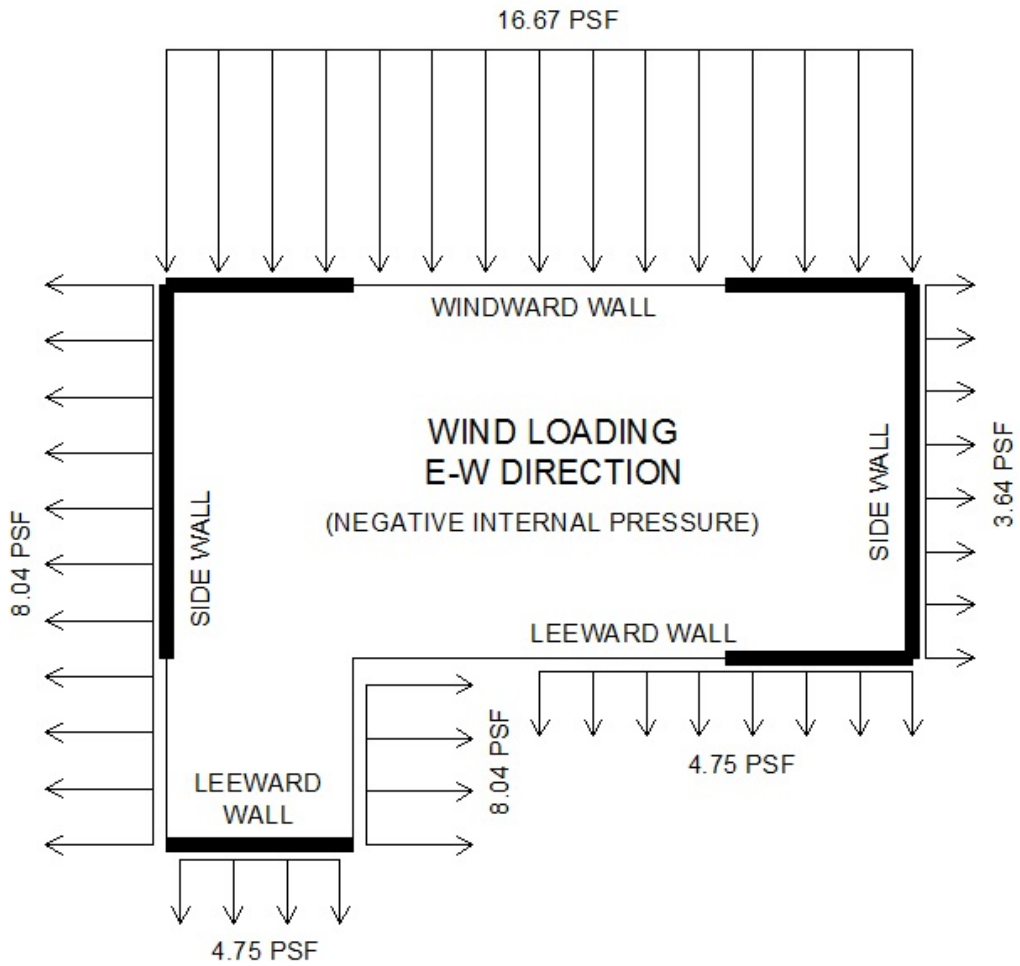 16.67 PSF
WINDWARD WALL
WIND LOADING
E-W DIRECTION
(NEGATIVE INTERNAL PRESSURE)
8.04 PSF
SIDE WALL
SIDE WALL
3.64 PSF
LEEWARD WALL
8.04 PSF
4.75 PSF
LEEWARD
WALL
4.75 PSF